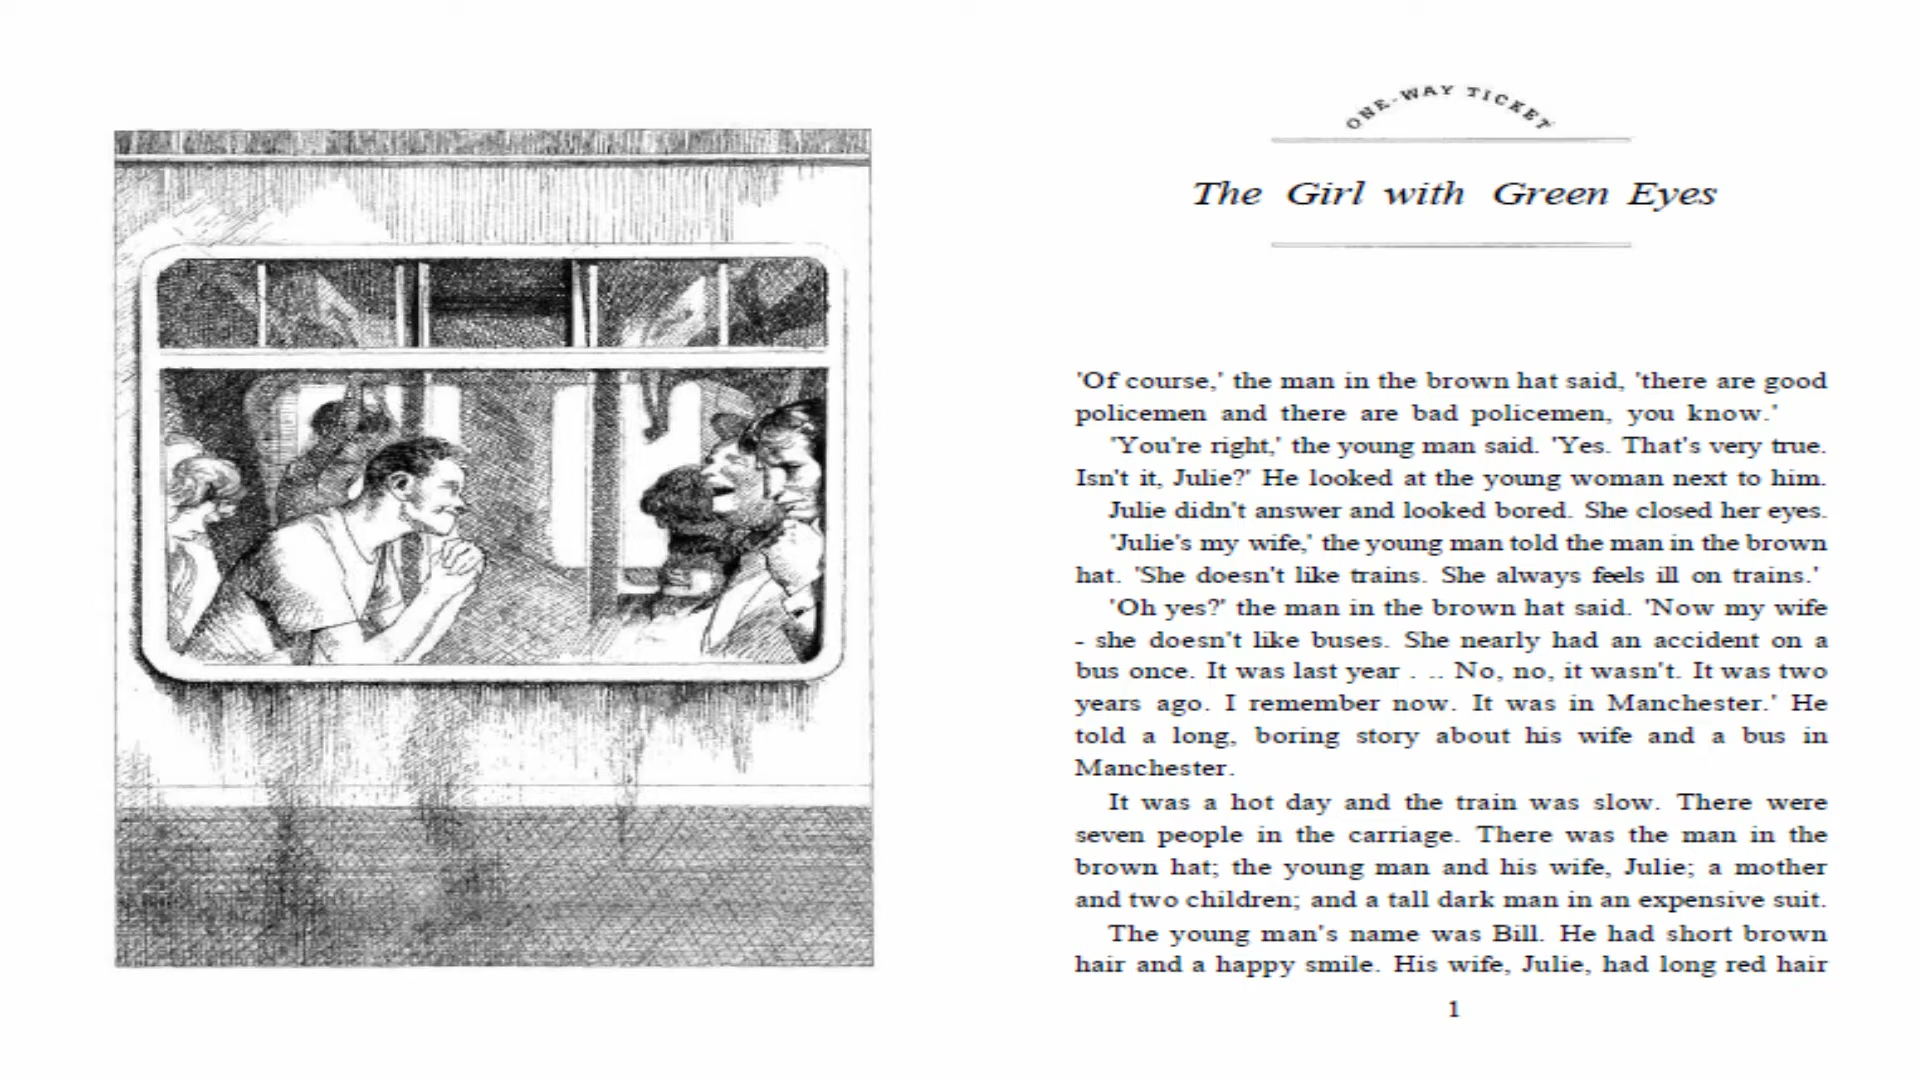 ONE-WAY TICKET
The Girl with Green Eyes
'Of course,' the man in the brown hat said, 'there are good
policemen and there are bad policemen, you know.'
'You're right,' the young man said. 'Yes. That's very true.
Isn't it, Julie?' He looked at the young woman next to him.
Julie didn't answer and looked bored. She closed her eyes.
'Julie's my wife,' the young man told the man in the brown
hat. 'She doesn't like trains. She always feels ill on trains.'
'Oh yes?' the man in the brown hat said. 'Now my wife
- she doesn't like buses. She nearly had an accident on a
bus once. It was last year . .. No, no, it wasn't. It was two
years ago. I remember now. It was in Manchester.' He
told a long, boring story about his wife and a bus in
Manchester.
It was a hot day and the train was slow. There were
seven people in the carriage. There was the man in the
brown hat; the young man and his wife, Julie; a mother
and two children; and a tall dark man in an expensive suit.
The young man's name was Bill. He had short brown
hair and a happy smile. His wife, Julie, had long red hair
1